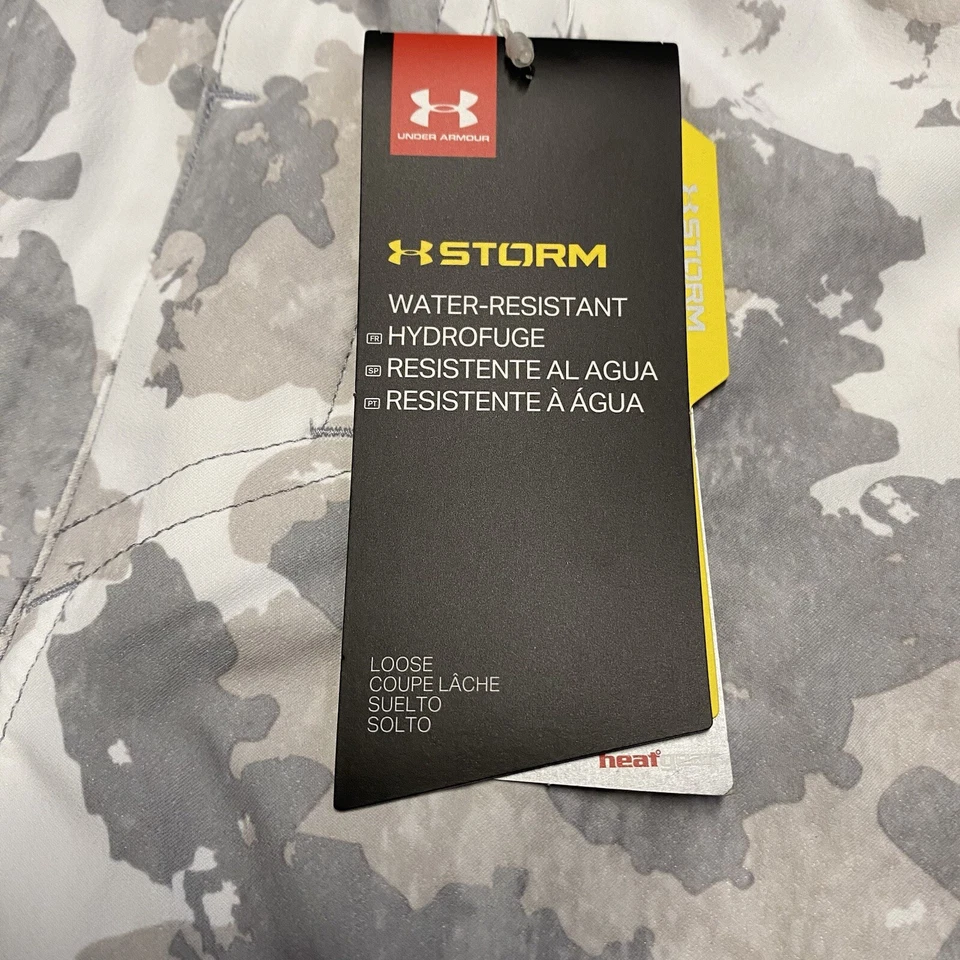 UNDER ARMOUR
STORM
WATER-RESISTANT
FR HYDROFUGE
SP RESISTENTE AL AGUA
PT RESISTENTE À ÁGUA
LOOSE
COUPE LÂCHE
SUELTO
SOLTO
STORM
heat